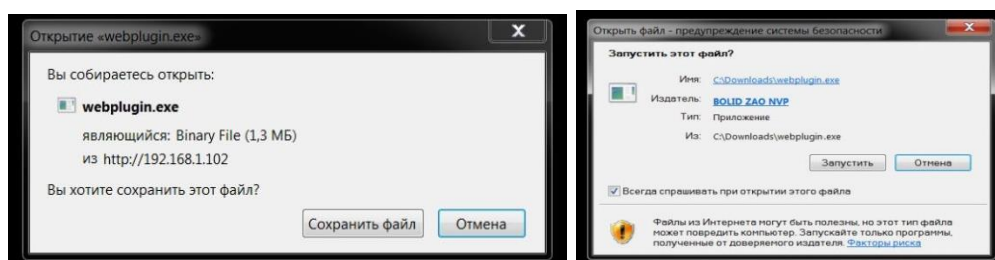 Открытие «webplugin.exe»
X
Вы собираетесь открыть:
webplugin.exe
являющийся: Binary File (1,3 МБ)
из http://192.168.1.102
Вы хотите сохранить этот файл?
Сохранить файл
Отмена
Открыть файл - предупреждение системы безопасности
Запустить этот файл?
Имя: C:\Downloads\webplugin.exe
Издатель: BOLID ZAO NVP
Тип: Приложение
Из: C:\Downloads\webplugin.exe
Запустить
Отмена
Всегда спрашивать при открытии этого файла
Файлы из Интернета могут быть полезны, но этот тип файла
может повредить компьютер. Запускайте только программы,
полученные от доверяемого издателя. Факторы риска